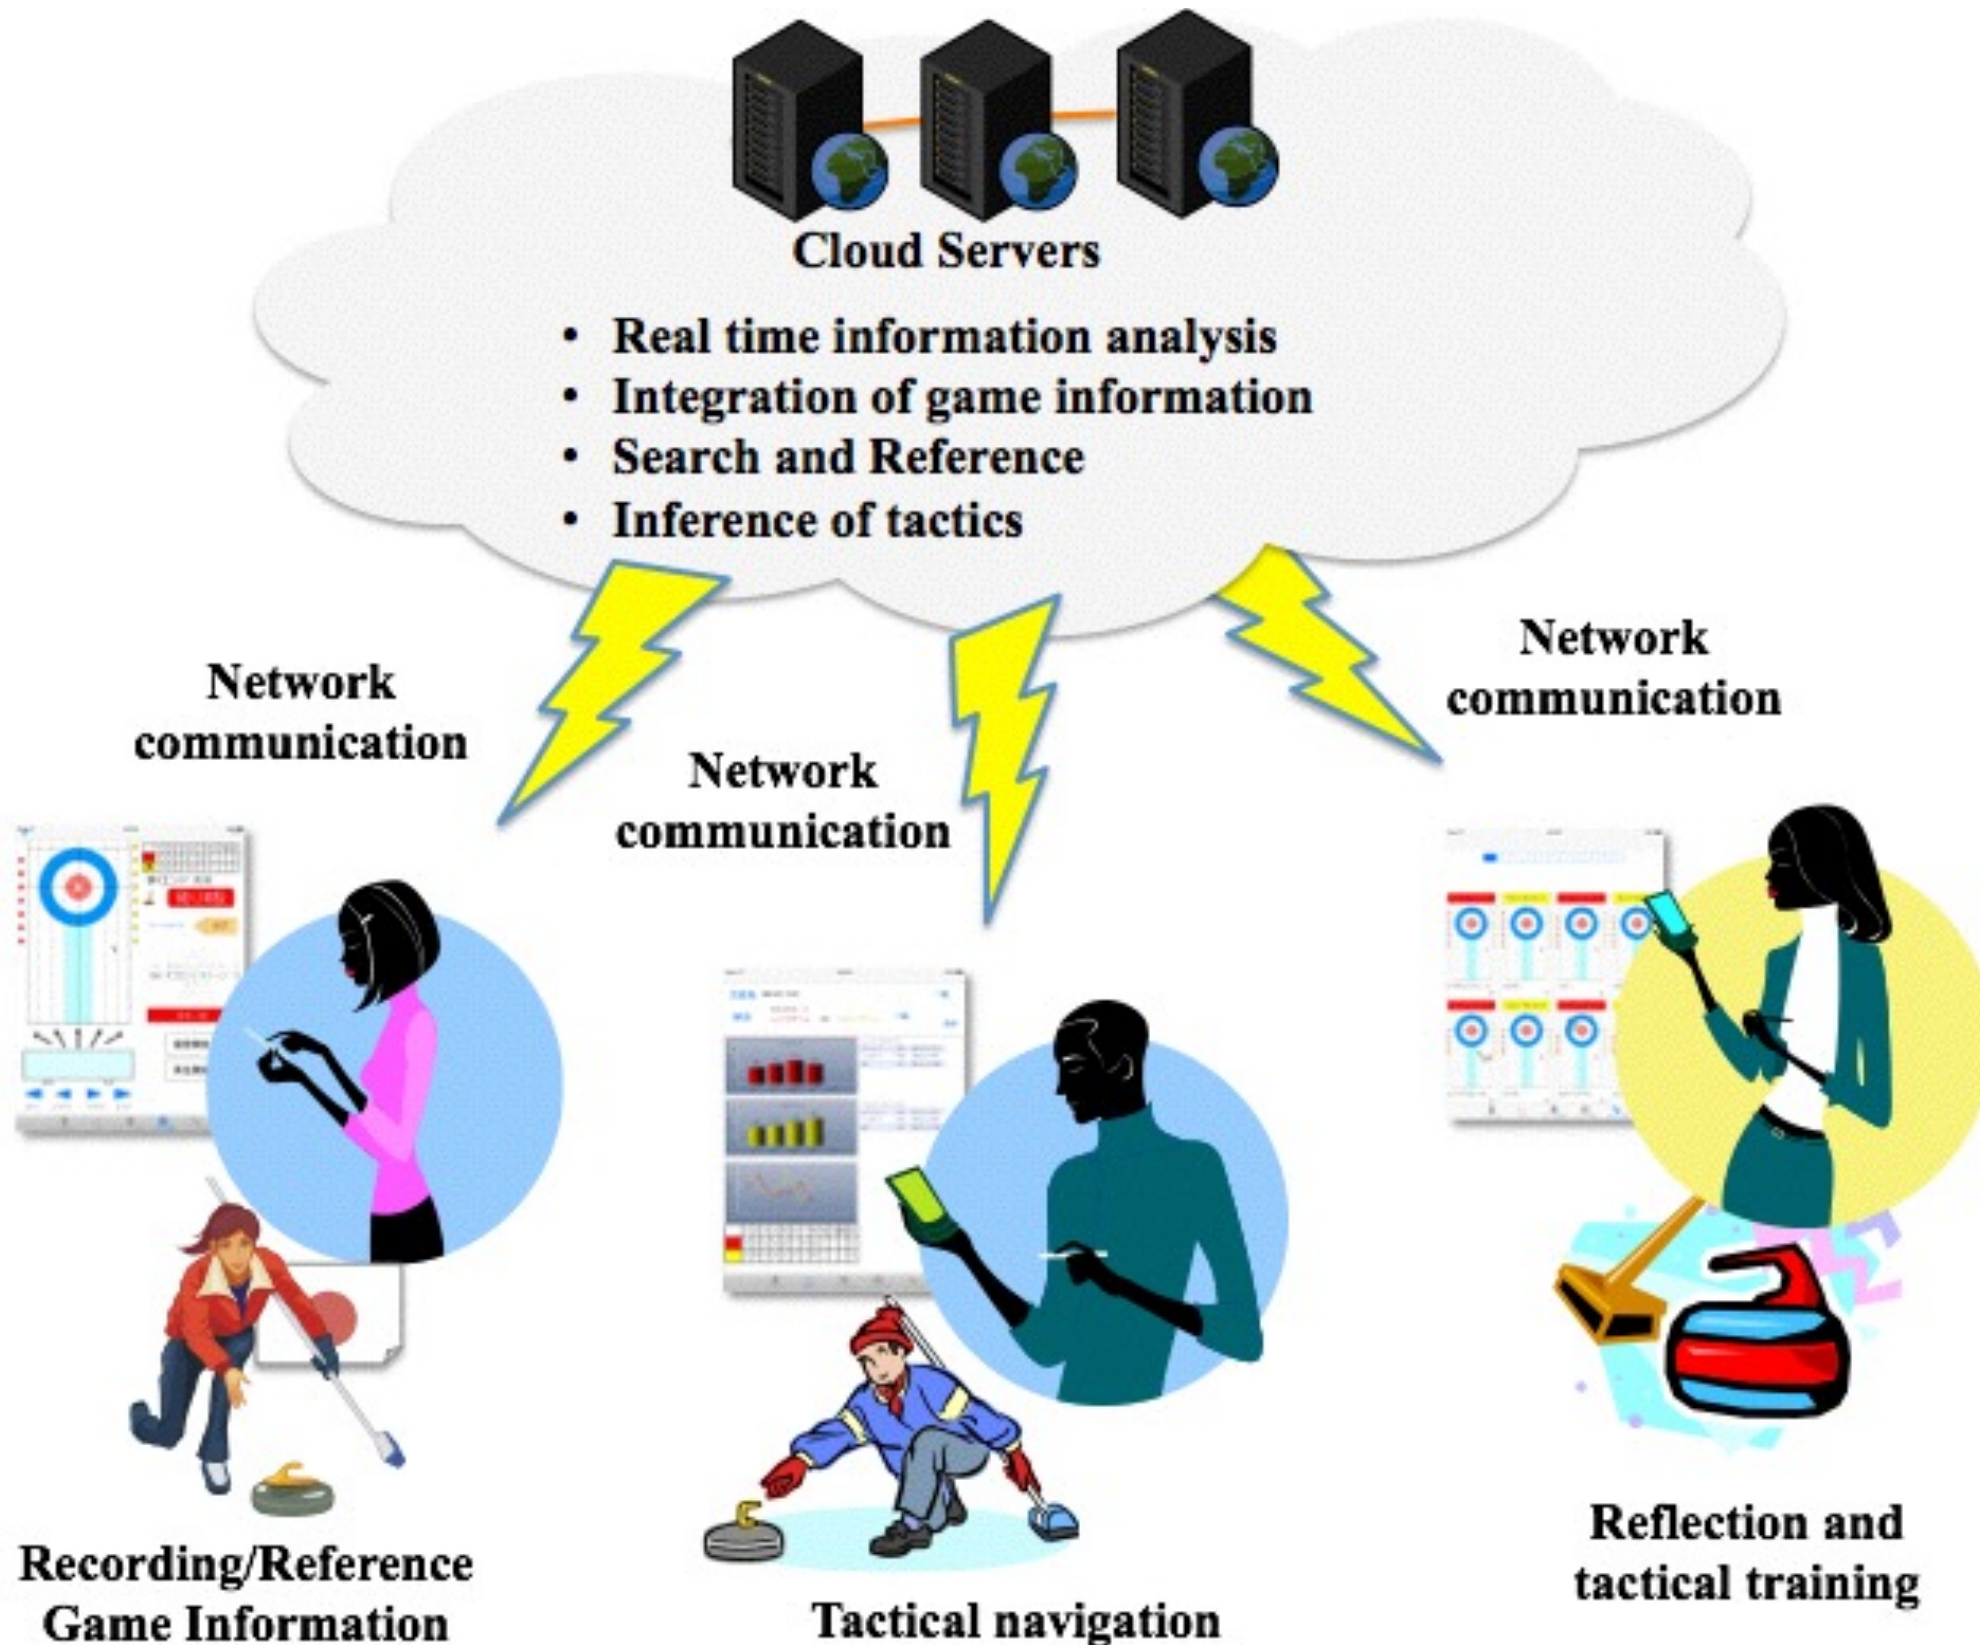 Cloud Servers
• Real time information analysis
• Integration of game information
• Search and Reference
• Inference of tactics
Network
communication
Network
communication
Network
communication
Recording/Reference
Game Information
Tactical navigation
Reflection and
tactical training